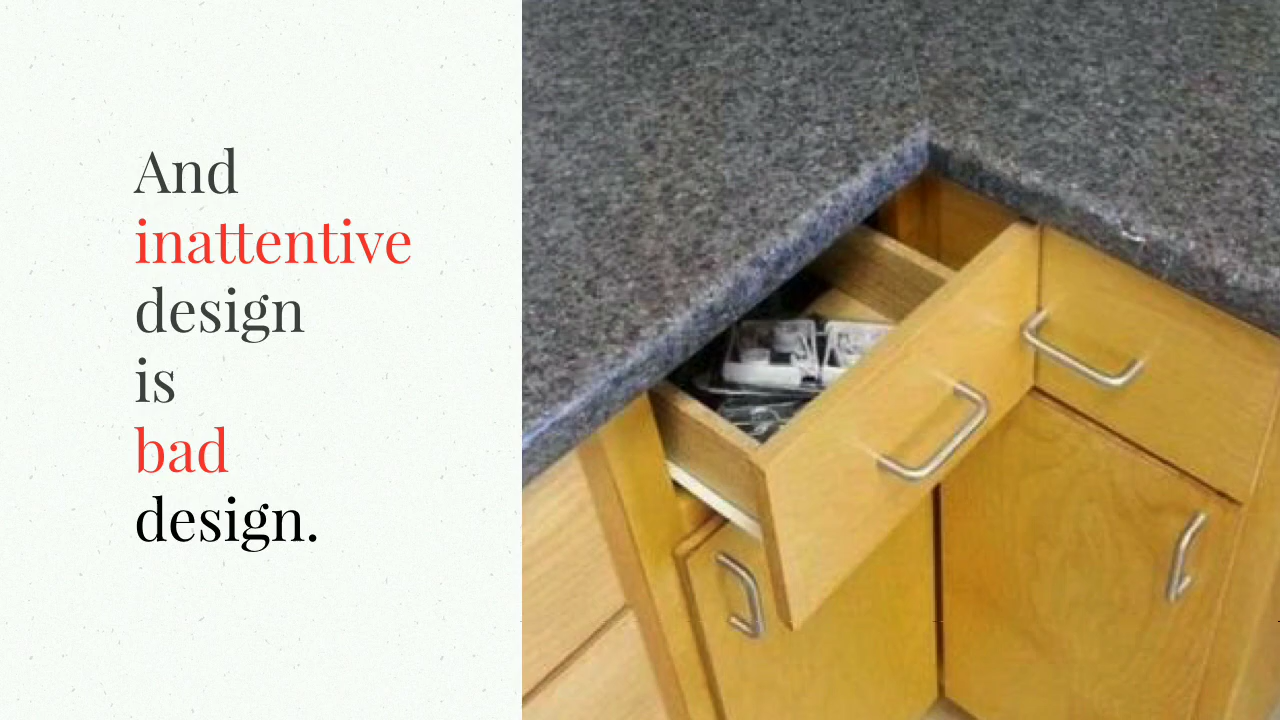 And
inattentive
design
is
bad
design.